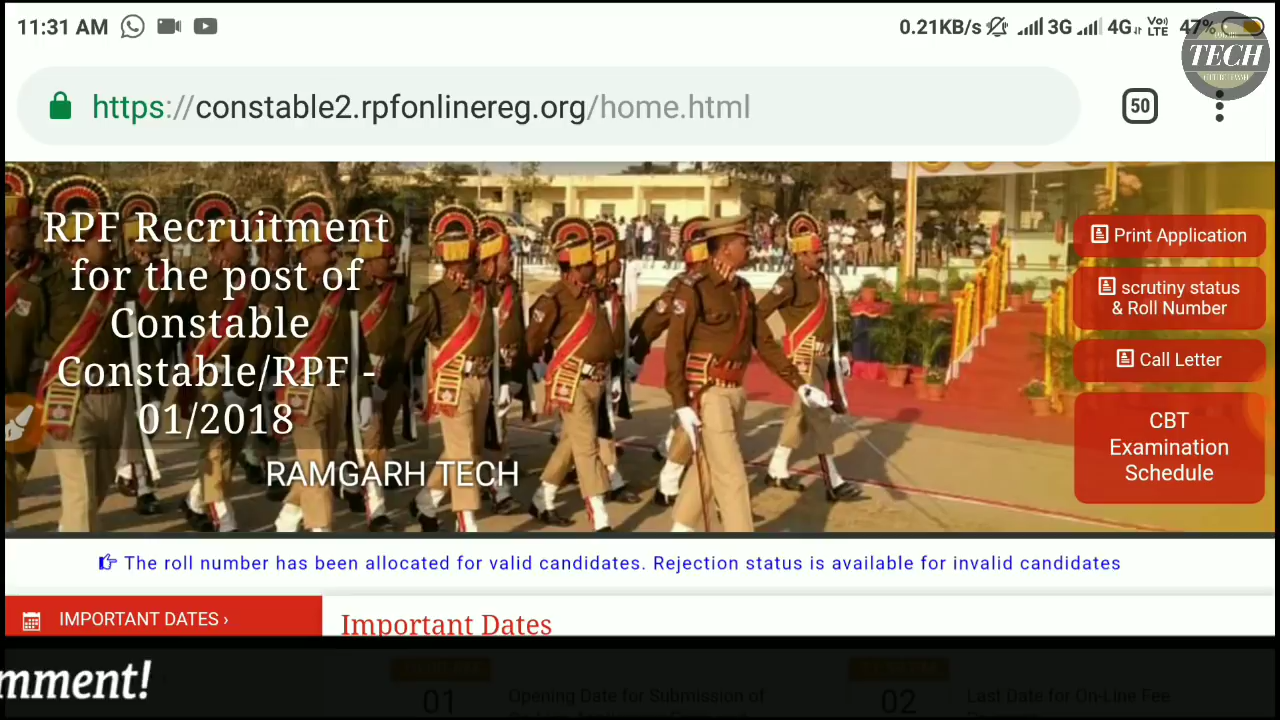 11:31 AM
0.21KB/s 3G 4G VoLTE 47%
TECH
https://constable2.rpfonlinereg.org/home.html
50
RPF Recruitment
for the post of
Constable
Constable/RPF -
01/2018
RAMGARH TECH
Print Application
scrutiny status
& Roll Number
Call Letter
CBT
Examination
Schedule
The roll number has been allocated for valid candidates. Rejection status is available for invalid candidates
IMPORTANT DATES ›
Important Dates
mment!
01
Opening Date for Submission of
02
Last Date for On-Line Fee